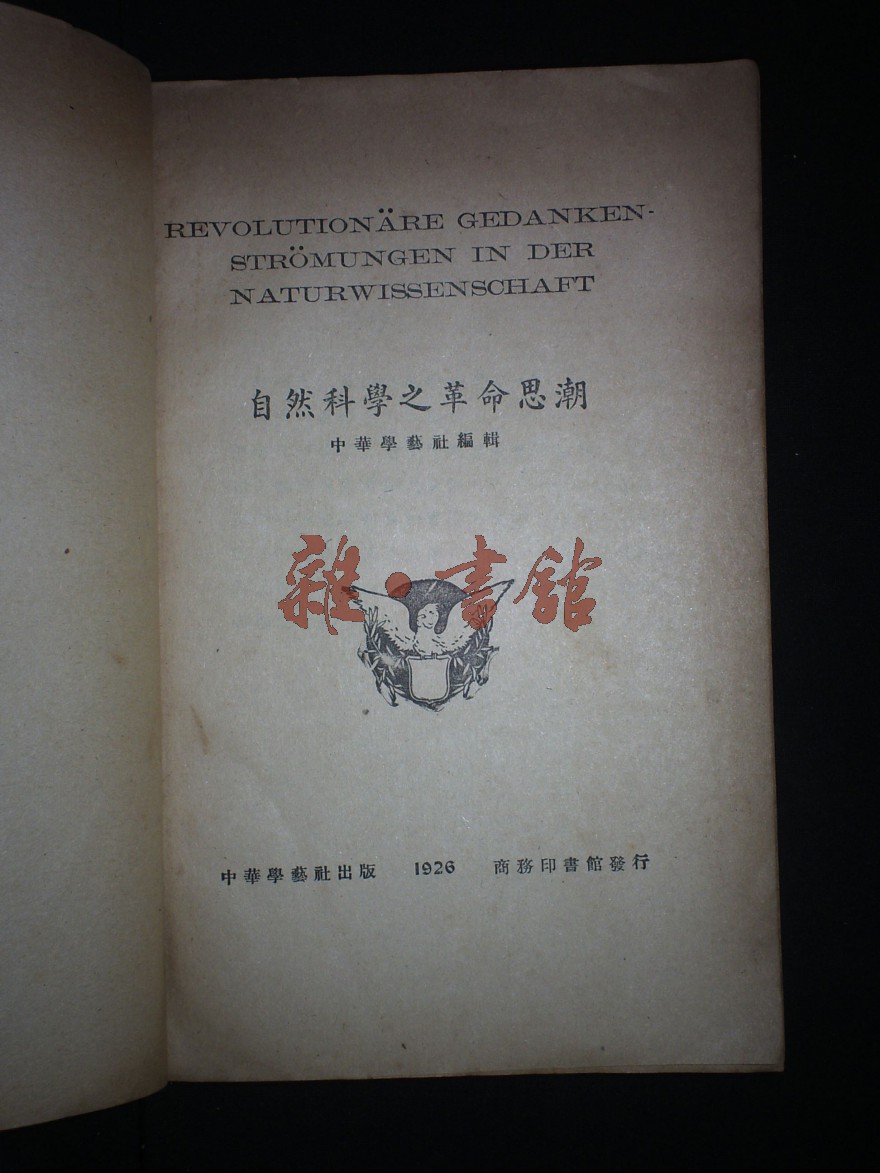 REVOLUTIONÄRE GEDANKEN-
STRÖMUNGEN IN DER
NATURWISSENSCHAFT
自然科學之革命思潮
中華學藝社編輯
雜·書館
中華學藝社出版 1926 商務印書館發行